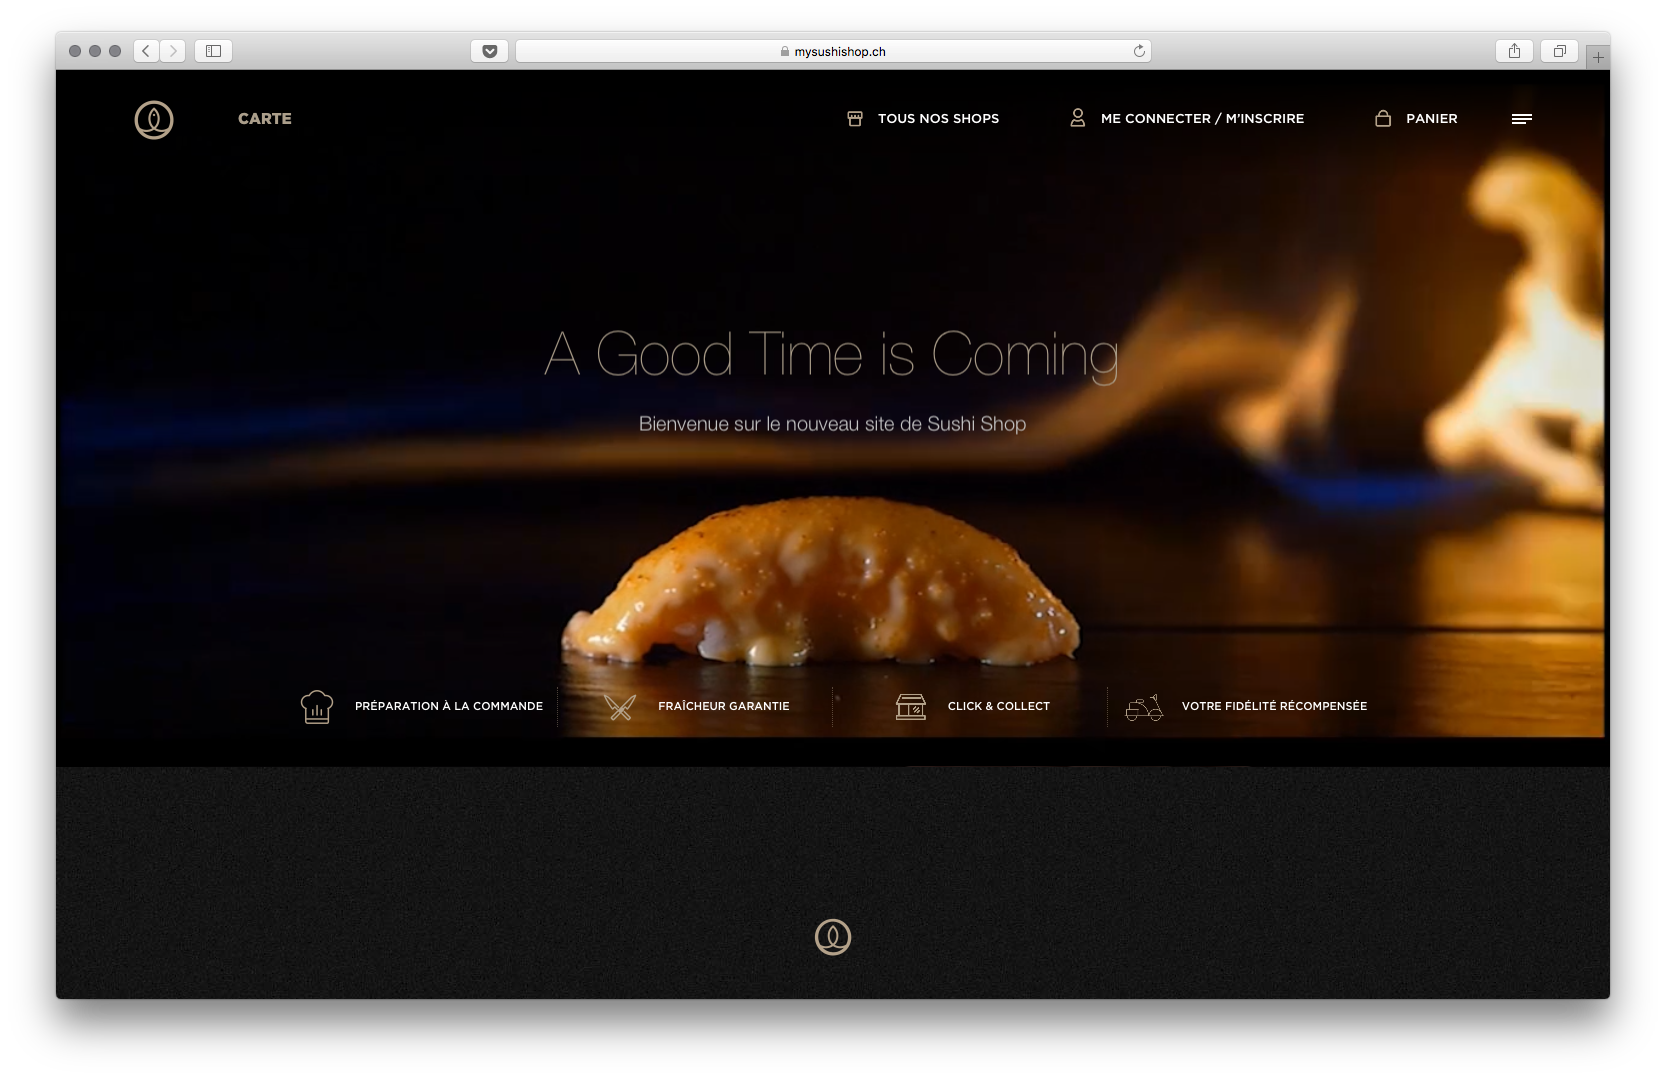 mysushishop.ch
CARTE
TOUS NOS SHOPS
ME CONNECTER / M'INSCRIRE
PANIER
A Good Time is Coming
Bienvenue sur le nouveau site de Sushi Shop
PRÉPARATION À LA COMMANDE
FRAÎCHEUR GARANTIE
CLICK & COLLECT
VOTRE FIDÉLITÉ RÉCOMPENSÉE